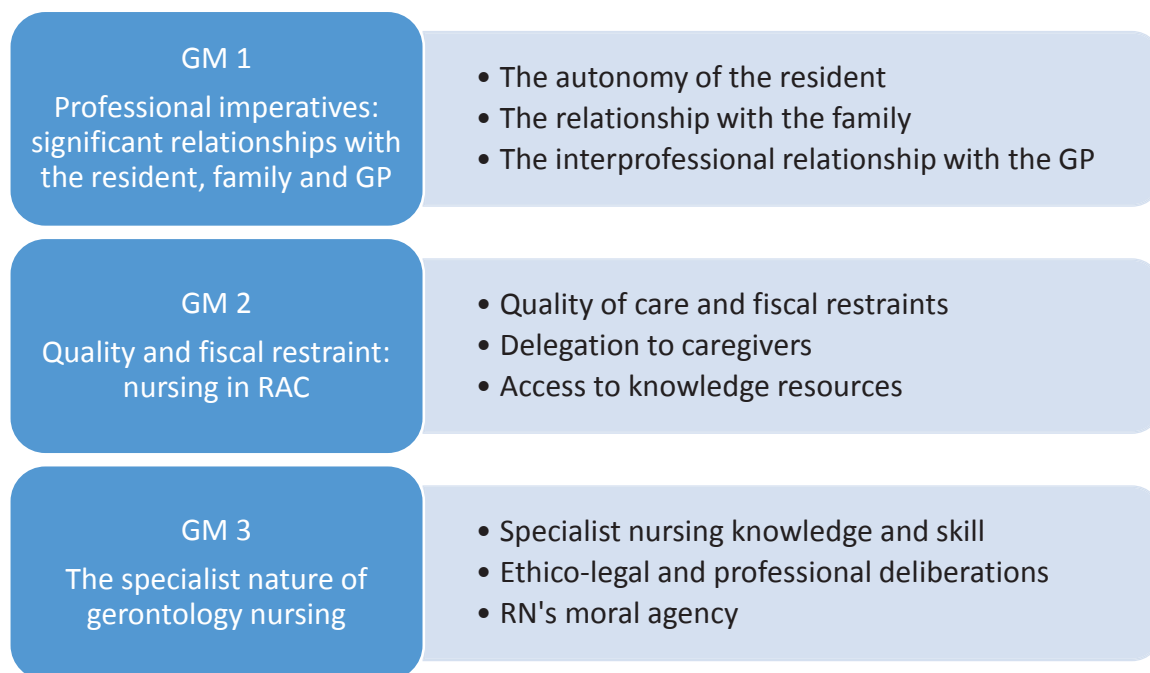 GM 1
Professional imperatives:
significant relationships with
the resident, family and GP
• The autonomy of the resident
• The relationship with the family
• The interprofessional relationship with the GP
GM 2
Quality and fiscal restraint:
nursing in RAC
• Quality of care and fiscal restraints
• Delegation to caregivers
• Access to knowledge resources
GM 3
The specialist nature of
gerontology nursing
• Specialist nursing knowledge and skill
• Ethico-legal and professional deliberations
• RN's moral agency